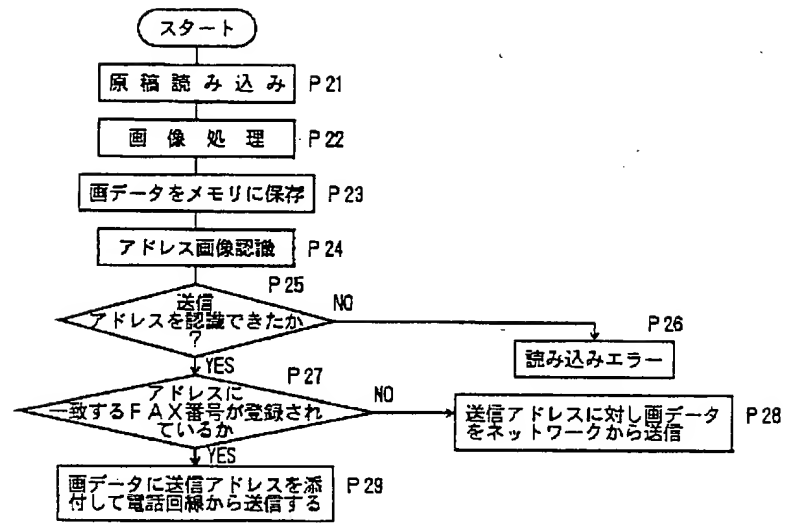 スタート
原稿読み込み P21
画像処理 P22
画データをメモリに保存 P23
アドレス画像認識 P24
P25
送信
アドレスを認識できたか
?
NO
P26
読み込みエラー
YES
P27
アドレスに
一致するFAX番号が登録され
ているか
NO
送信アドレスに対し画データ
をネットワークから送信
P28
YES
画データに送信アドレスを添
付して電話回線から送信する
P29